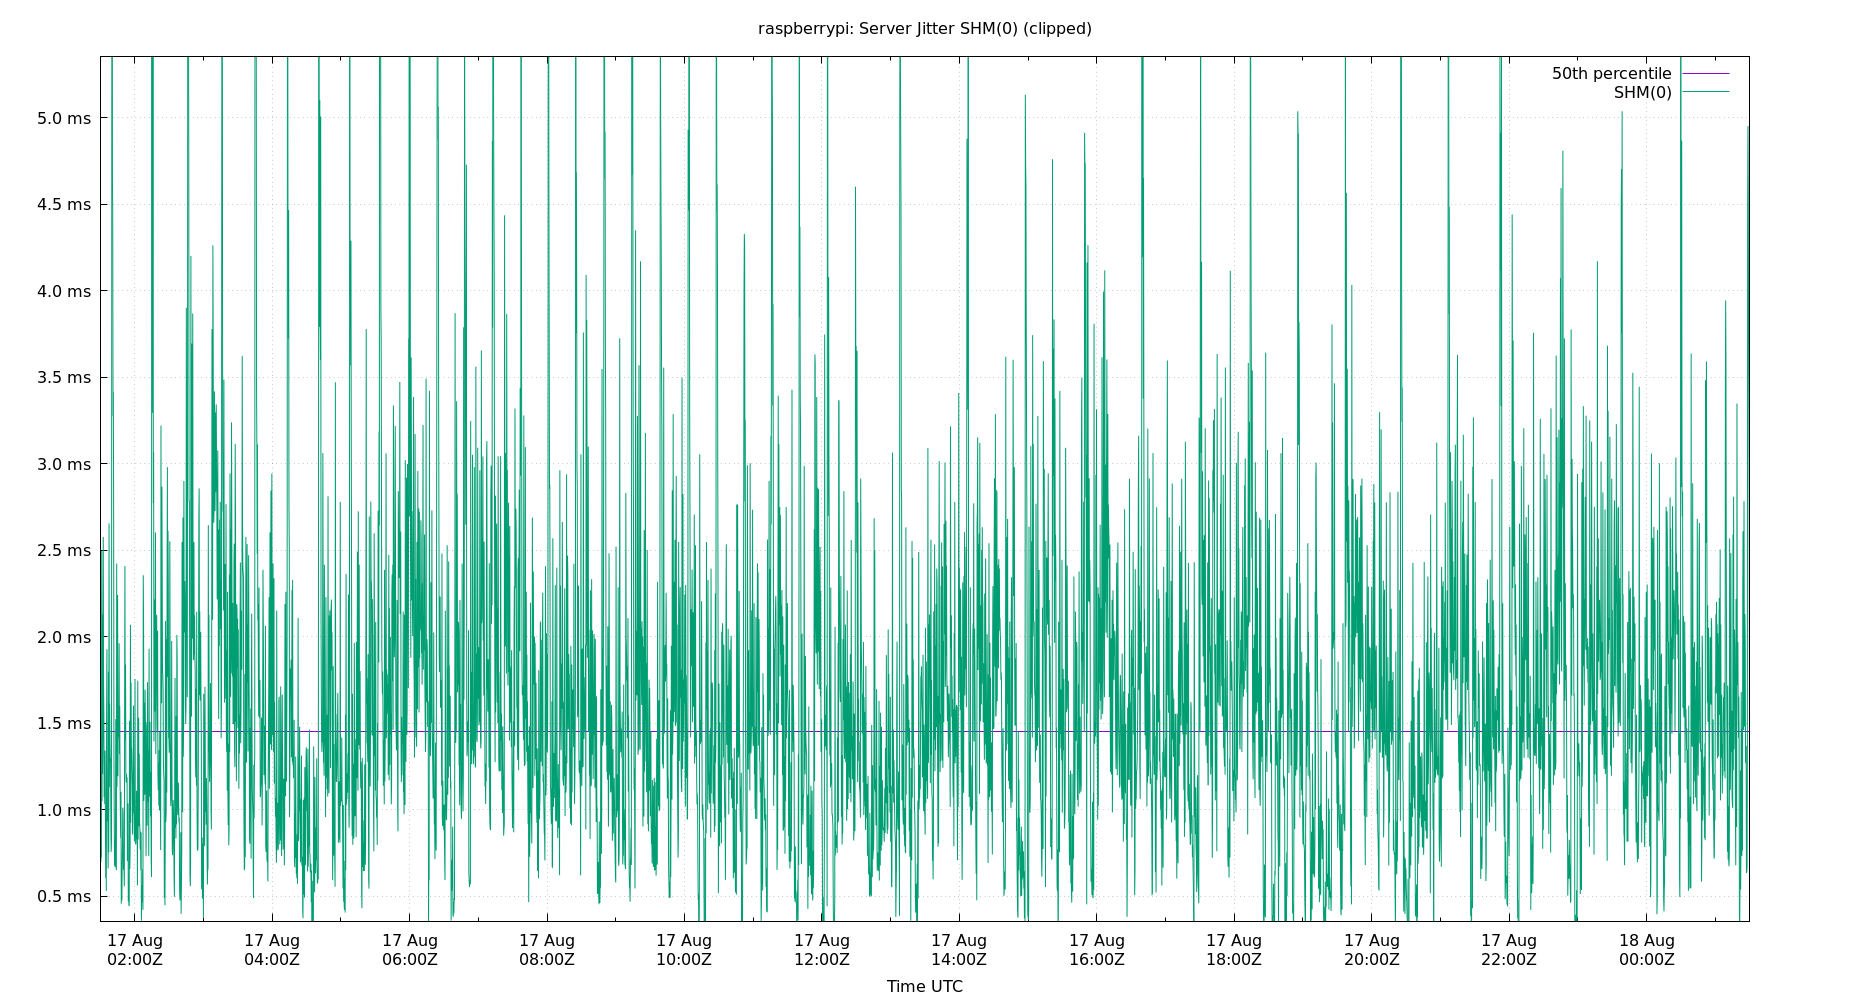 raspberrypi: Server Jitter SHM(0) (clipped)
50th percentile
SHM(0)
5.0 ms
4.5 ms
4.0 ms
3.5 ms
3.0 ms
2.5 ms
2.0 ms
1.5 ms
1.0 ms
0.5 ms
17 Aug 17 Aug 17 Aug 17 Aug 17 Aug 17 Aug 17 Aug 17 Aug 17 Aug 17 Aug 17 Aug 18 Aug
02:00Z 04:00Z 06:00Z 08:00Z 10:00Z 12:00Z 14:00Z 16:00Z 18:00Z 20:00Z 22:00Z 00:00Z
Time UTC